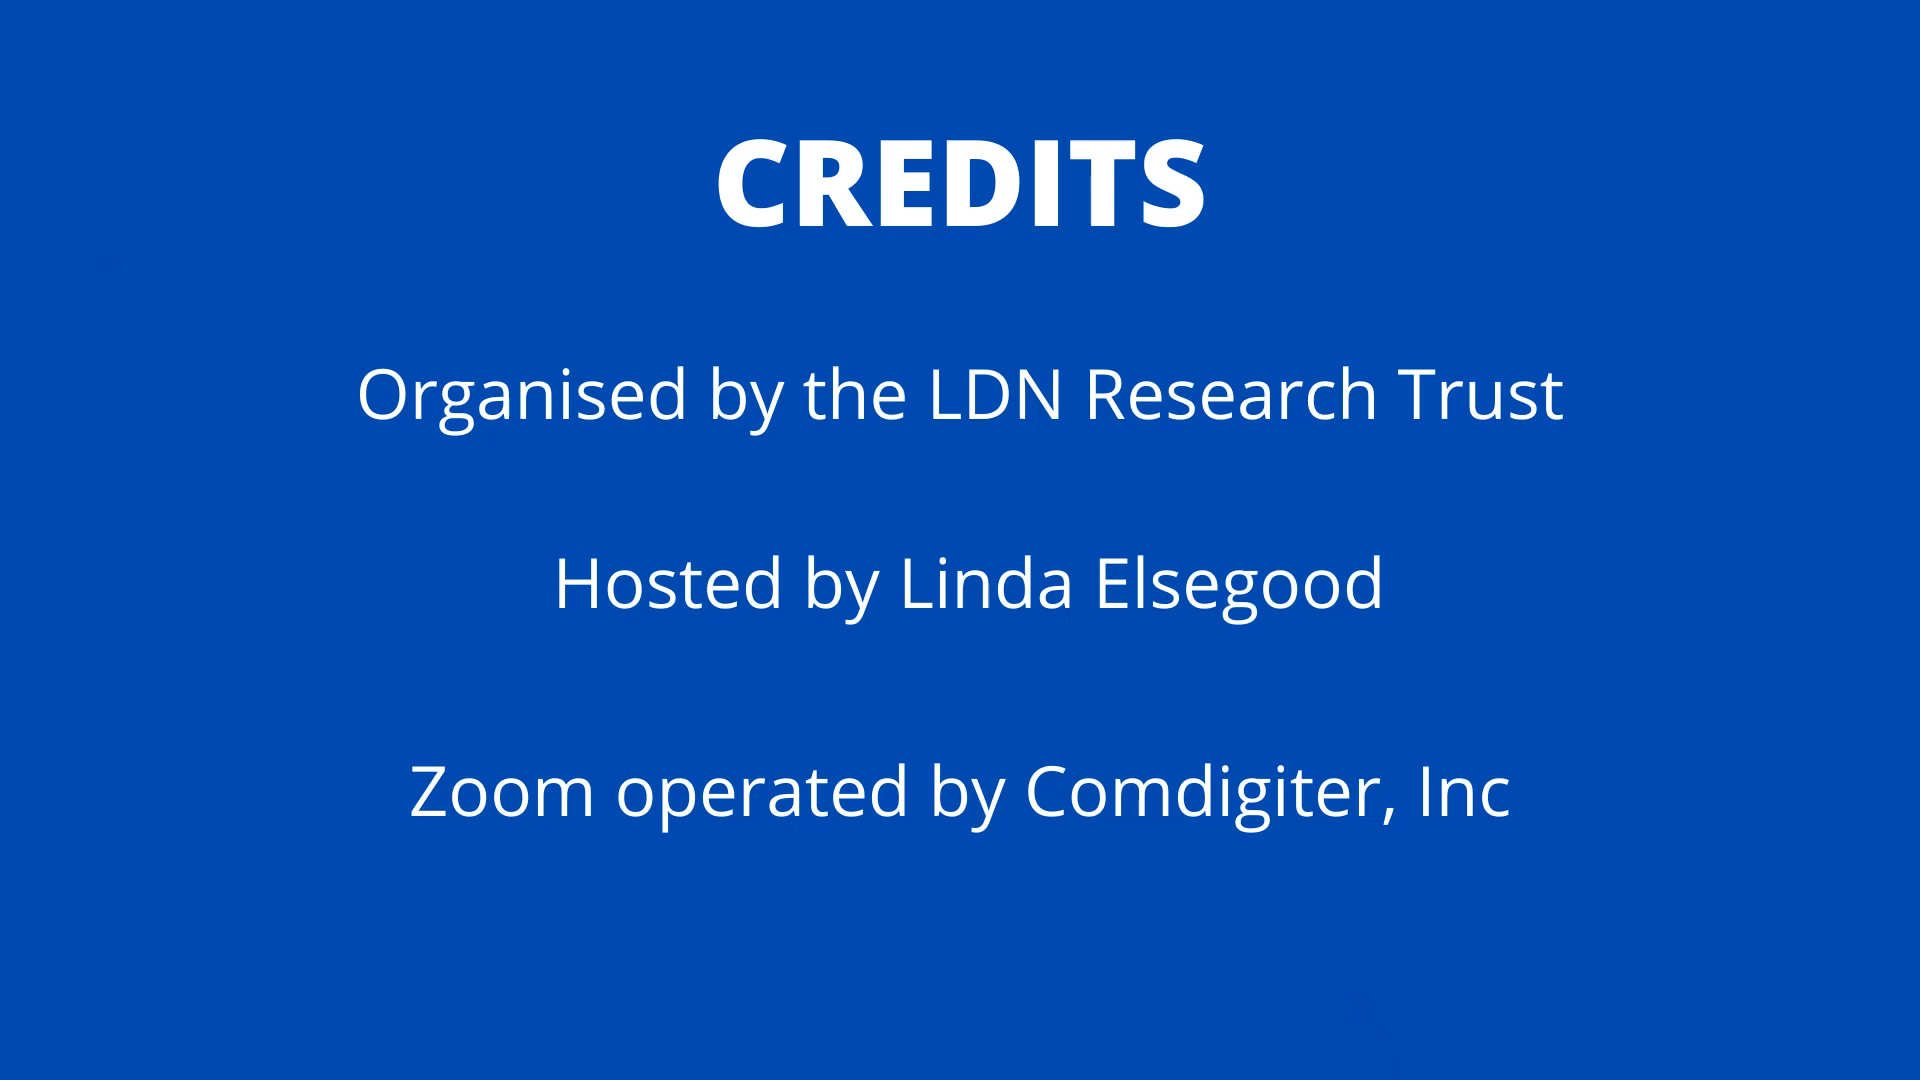 CREDITS
Organised by the LDN Research Trust
Hosted by Linda Elsegood
Zoom operated by Comdigiter, Inc